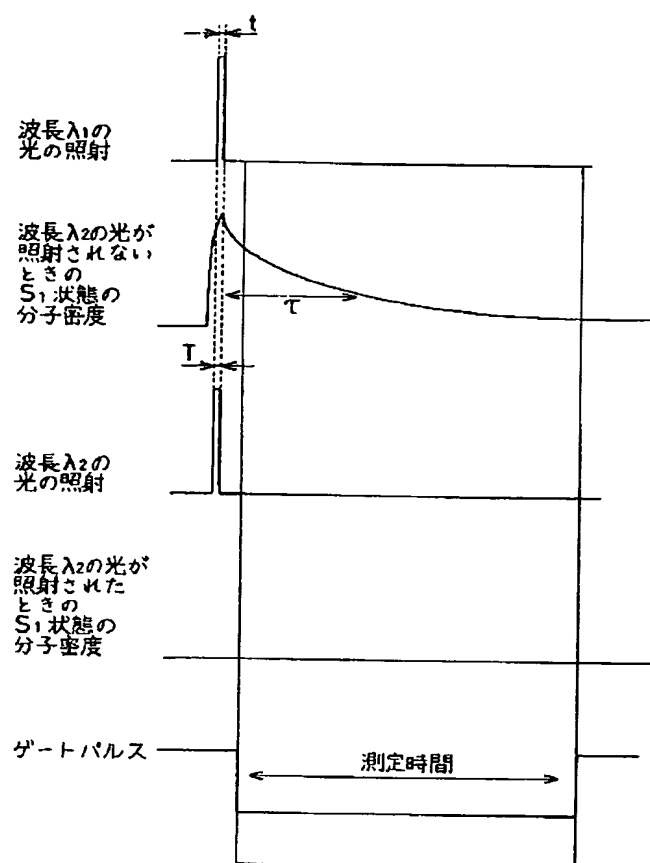 t
波長λ1の
光の照射
波長λ2の光が
照射されない
ときの
S1状態の
分子密度
τ
T
波長λ2の
光の照射
波長λ2の光が
照射された
ときの
S1状態の
分子密度
ゲートパルス
測定時間